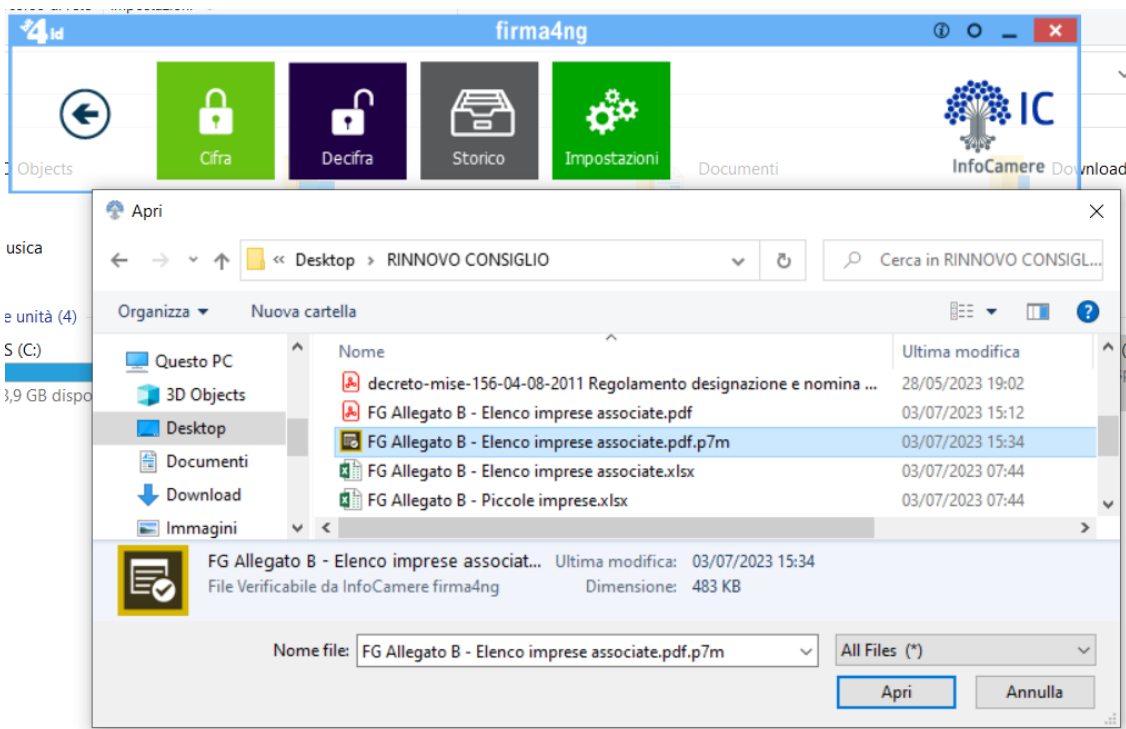 4 id
firma4ng
Cifra
Decifra
Storico
Impostazioni
IC
InfoCamere
Objects
Documenti
Download
usica
e unità (4)
S (C:)
3,9 GB dispo
Apri
« Desktop › RINNOVO CONSIGLIO
Cerca in RINNOVO CONSIGL...
Organizza
Nuova cartella
Questo PC
3D Objects
Desktop
Documenti
Download
Immagini
Nome
Ultima modifica
decreto-mise-156-04-08-2011 Regolamento designazione e nomina ...
28/05/2023 19:02
FG Allegato B - Elenco imprese associate.pdf
03/07/2023 15:12
FG Allegato B - Elenco imprese associate.pdf.p7m
03/07/2023 15:34
FG Allegato B - Elenco imprese associate.xlsx
03/07/2023 07:44
FG Allegato B - Piccole imprese.xlsx
03/07/2023 07:44
FG Allegato B - Elenco imprese associat...
Ultima modifica: 03/07/2023 15:34
File Verificabile da InfoCamere firma4ng
Dimensione: 483 KB
Nome file: FG Allegato B - Elenco imprese associate.pdf.p7m
All Files (*)
Apri
Annulla